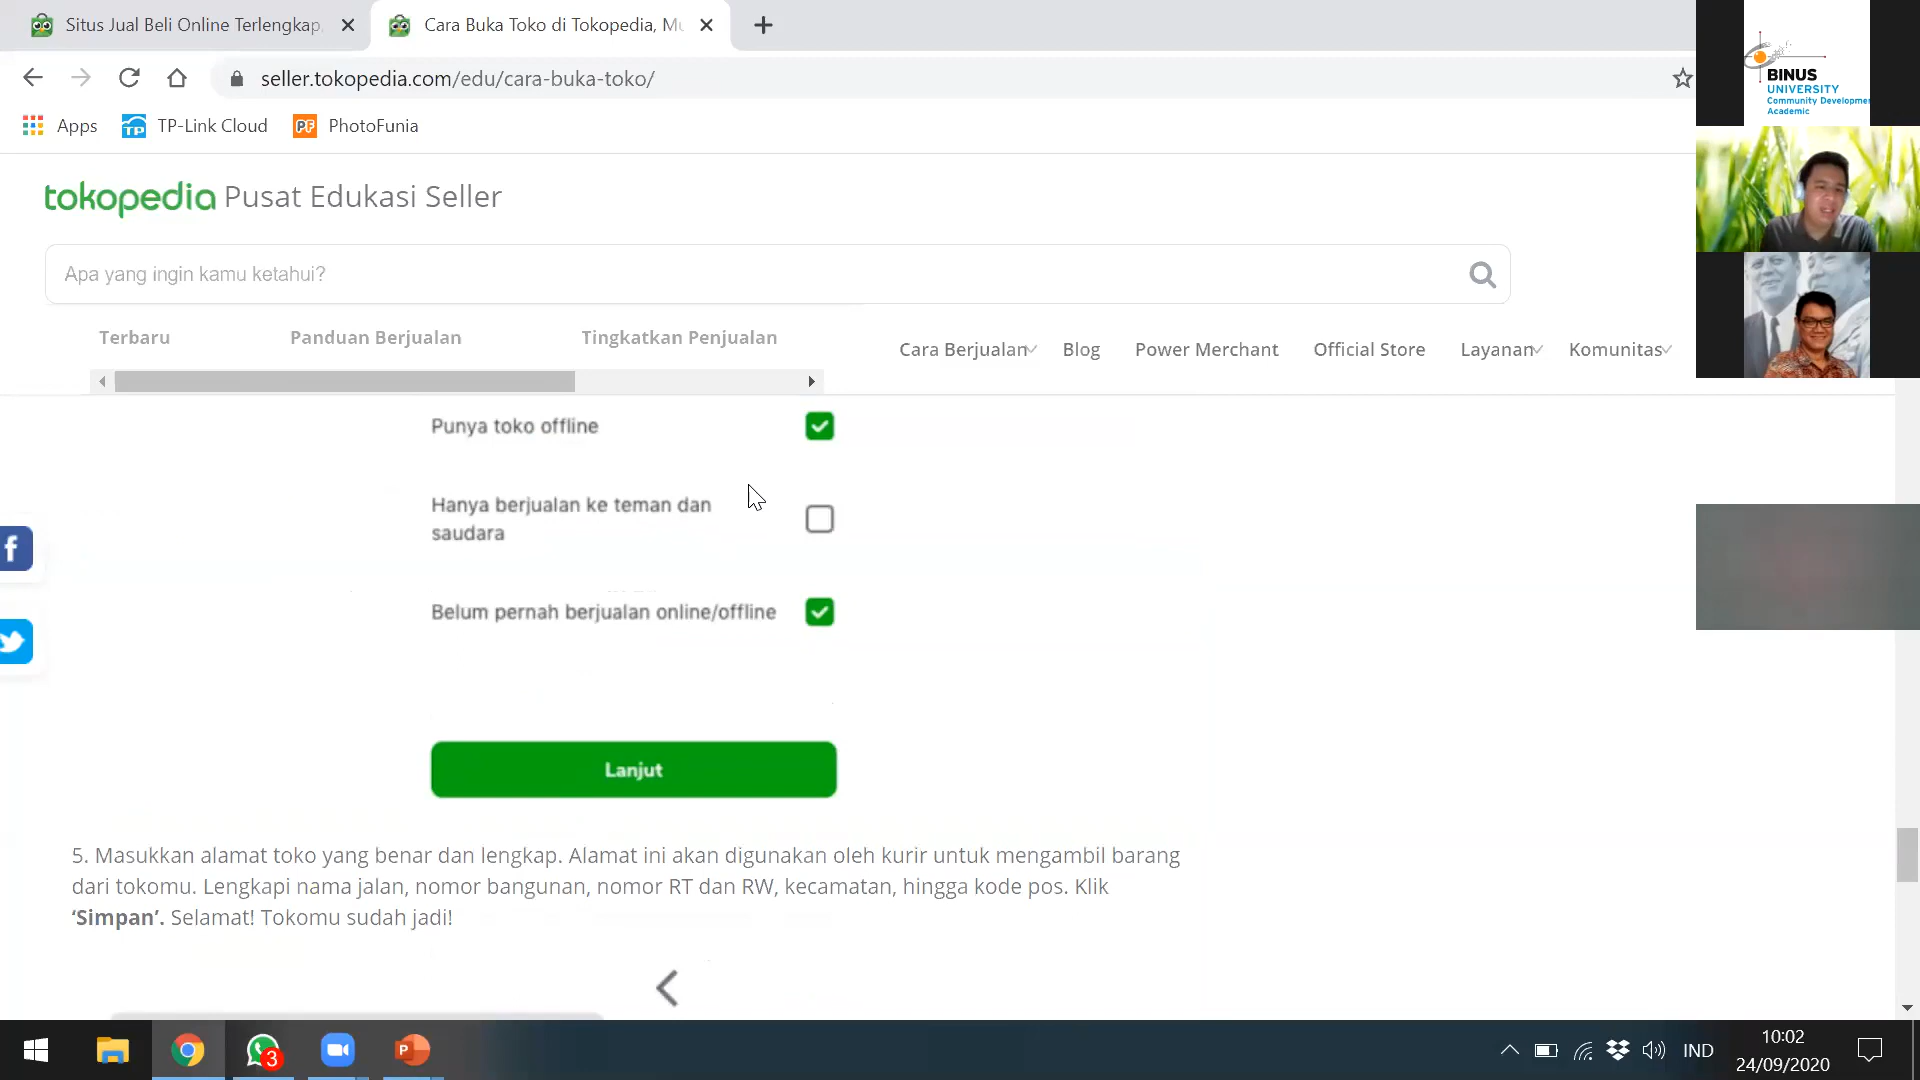 Situs Jual Beli Online Terlengkap,
Cara Buka Toko di Tokopedia, Mu
seller.tokopedia.com/edu/cara-buka-toko/
Apps
TP-Link Cloud
PhotoFunia
BINUS
UNIVERSITY
Community Developme
Academic
tokopedia Pusat Edukasi Seller
Apa yang ingin kamu ketahui?
Terbaru
Panduan Berjualan
Tingkatkan Penjualan
Cara Berjualan
Blog
Power Merchant
Official Store
Layanan
Komunitas
Punya toko offline
Hanya berjualan ke teman dan
saudara
Belum pernah berjualan online/offline
Lanjut
5. Masukkan alamat toko yang benar dan lengkap. Alamat ini akan digunakan oleh kurir untuk mengambil barang
dari tokomu. Lengkapi nama jalan, nomor bangunan, nomor RT dan RW, kecamatan, hingga kode pos. Klik
‘Simpan’. Selamat! Tokomu sudah jadi!
3
IND
10:02
24/09/2020